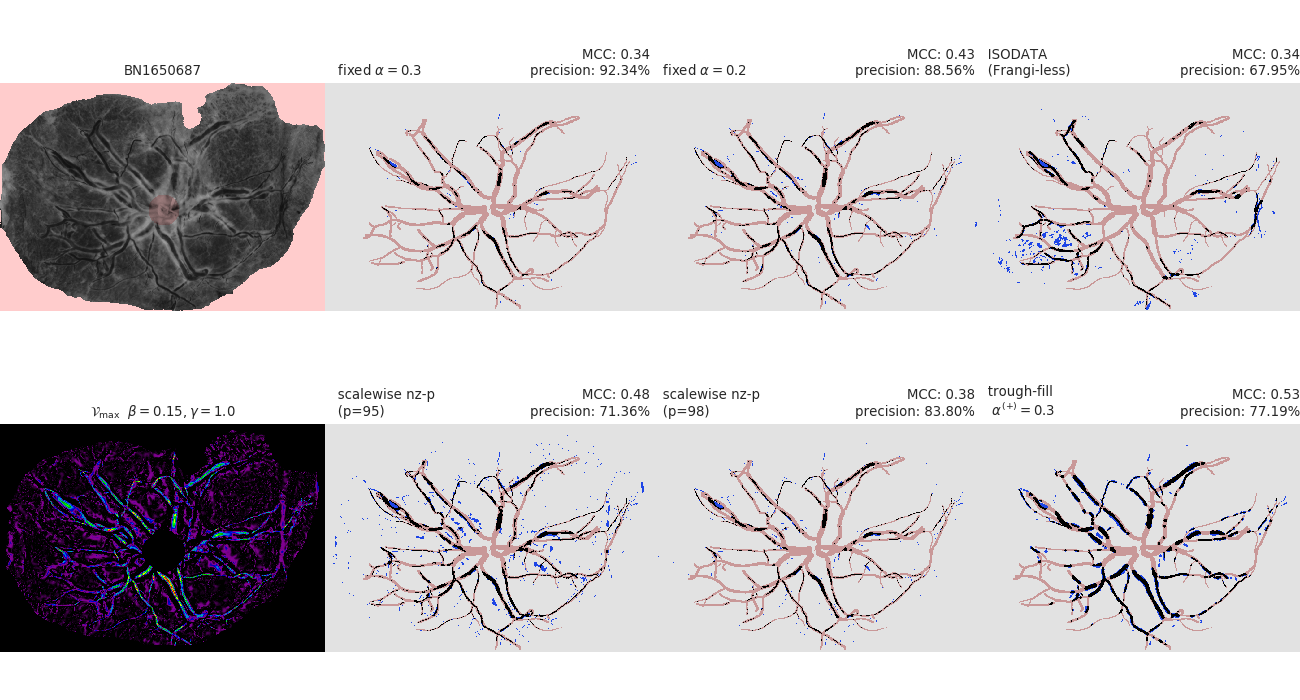 BN1650687
fixed α = 0.3
MCC: 0.34
precision: 92.34%
fixed α = 0.2
MCC: 0.43
precision: 88.56%
ISODATA
(Frangi-less)
MCC: 0.34
precision: 67.95%
𝒱max β = 0.15, γ = 1.0
scalewise nz-p
(p=95)
MCC: 0.48
precision: 71.36%
scalewise nz-p
(p=98)
MCC: 0.38
precision: 83.80%
trough-fill
α(+) = 0.3
MCC: 0.53
precision: 77.19%